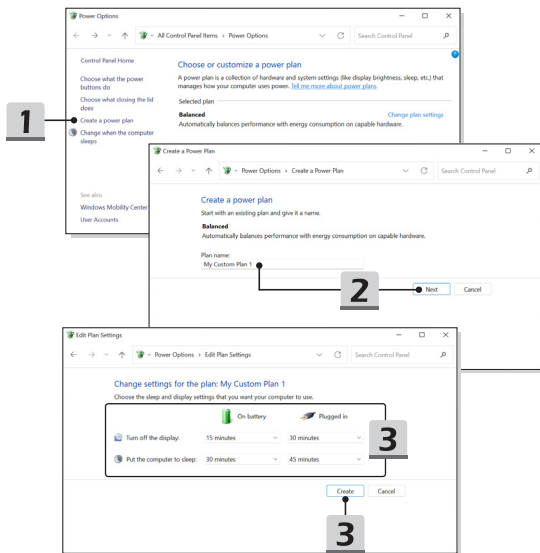 Power Options
All Control Panel Items > Power Options
Search Control Panel
Control Panel Home
Choose what the power
buttons do
Choose what closing the lid
does
Create a power plan
Change when the computer
sleeps
See also
Windows Mobility Center
User Accounts
Choose or customize a power plan
A power plan is a collection of hardware and system settings (like display brightness, sleep, etc.) that
manages how your computer uses power. Tell me more about power plans
Selected plan
Balanced
Change plan settings
Automatically balances performance with energy consumption on capable hardware.
1
Create a Power Plan
Power Options > Create a Power Plan
Search Control Panel
Create a power plan
Start with an existing plan and give it a name.
Balanced
Automatically balances performance with energy consumption on capable hardware.
Plan name:
My Custom Plan 1
2
Next
Cancel
Edit Plan Settings
Power Options > Edit Plan Settings
Search Control Panel
Change settings for the plan: My Custom Plan 1
Choose the sleep and display settings that you want your computer to use.
On battery
Plugged in
Turn off the display: 15 minutes 30 minutes
3
Put the computer to sleep: 30 minutes 45 minutes
Create
Cancel
3